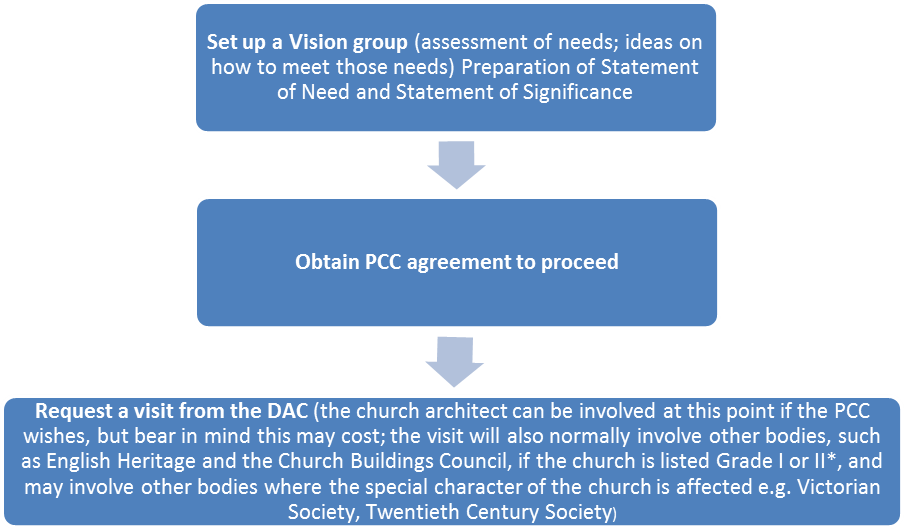 Set up a Vision group (assessment of needs; ideas on
how to meet those needs) Preparation of Statement
of Need and Statement of Significance
Obtain PCC agreement to proceed
Request a visit from the DAC (the church architect can be involved at this point if the PCC
wishes, but bear in mind this may cost; the visit will also normally involve other bodies, such
as English Heritage and the Church Buildings Council, if the church is listed Grade I or II*, and
may involve other bodies where the special character of the church is affected e.g. Victorian
Society, Twentieth Century Society)